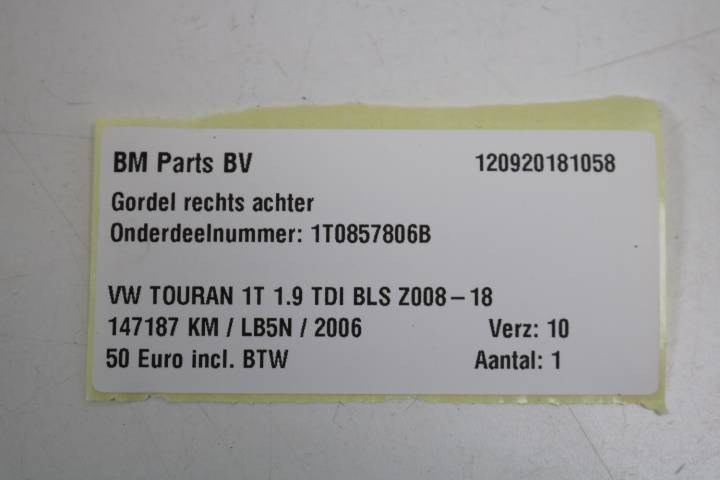 BM Parts BV 120920181058
Gordel rechts achter
Onderdeelnummer: 1T0857806B
VW TOURAN 1T 1.9 TDI BLS Z008-18
147187 KM / LB5N / 2006 Verz: 10
50 Euro incl. BTW Aantal: 1